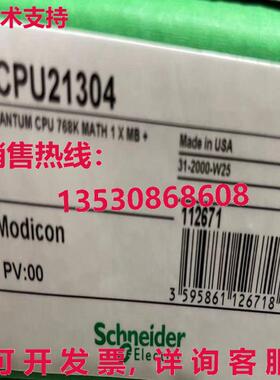 术支持：
CPU21304
ANTUM CPU 768K MATH 1 X MB +
Made in USA
31-2000-W25
销售热线：
13530868608
112671
Modicon
PV:00
3 595861 126718
Schneider
Electric
可开发票，详询客服